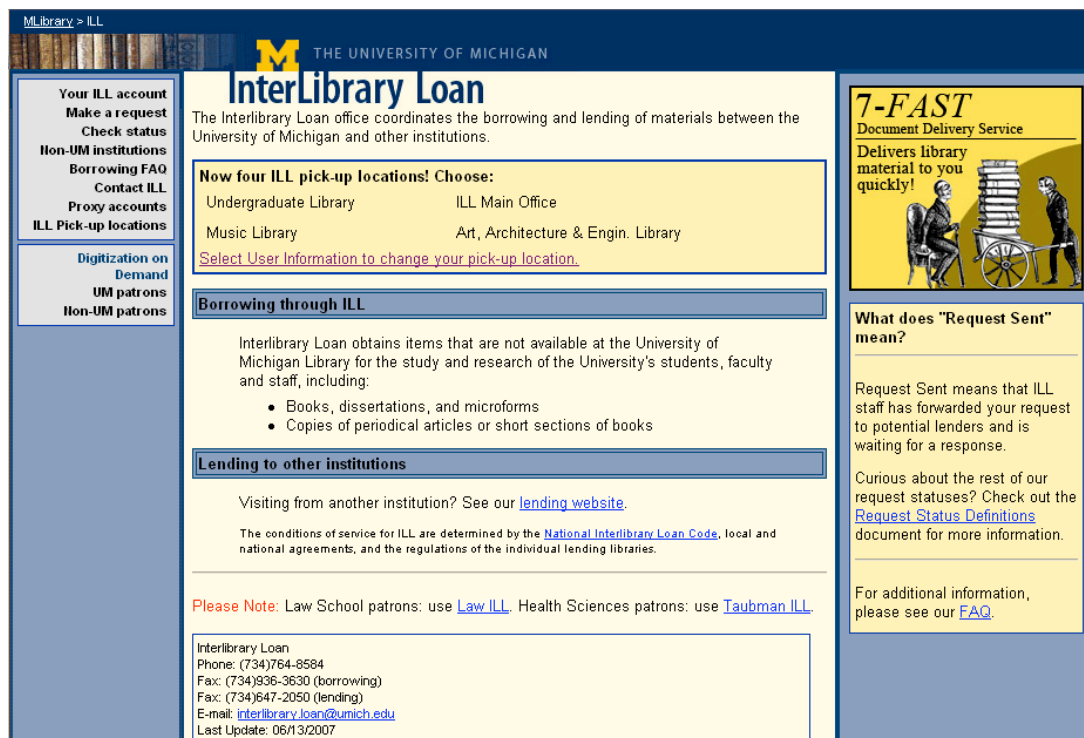 MLibrary > ILL
M THE UNIVERSITY OF MICHIGAN
InterLibrary Loan
Your ILL account
Make a request
Check status
Non-UM institutions
Borrowing FAQ
Contact ILL
Proxy accounts
ILL Pick-up locations
Digitization on
Demand
UM patrons
Non-UM patrons
The Interlibrary Loan office coordinates the borrowing and lending of materials between the
University of Michigan and other institutions.
Now four ILL pick-up locations! Choose:
Undergraduate Library ILL Main Office
Music Library Art, Architecture & Engin. Library
Select User Information to change your pick-up location.
Borrowing through ILL
Interlibrary Loan obtains items that are not available at the University of
Michigan Library for the study and research of the University's students, faculty
and staff, including:
• Books, dissertations, and microforms
• Copies of periodical articles or short sections of books
Lending to other institutions
Visiting from another institution? See our lending website.
The conditions of service for ILL are determined by the National Interlibrary Loan Code, local and
national agreements, and the regulations of the individual lending libraries.
Please Note: Law School patrons: use Law ILL. Health Sciences patrons: use Taubman ILL.
Interlibrary Loan
Phone: (734)764-8584
Fax: (734)936-3630 (borrowing)
Fax: (734)647-2050 (lending)
E-mail: interlibrary.loan@umich.edu
Last Update: 06/13/2007
7-FAST
Document Delivery Service
Delivers library
material to you
quickly!
What does "Request Sent"
mean?
Request Sent means that ILL
staff has forwarded your request
to potential lenders and is
waiting for a response.
Curious about the rest of our
request statuses? Check out the
Request Status Definitions
document for more information.
For additional information,
please see our FAQ.